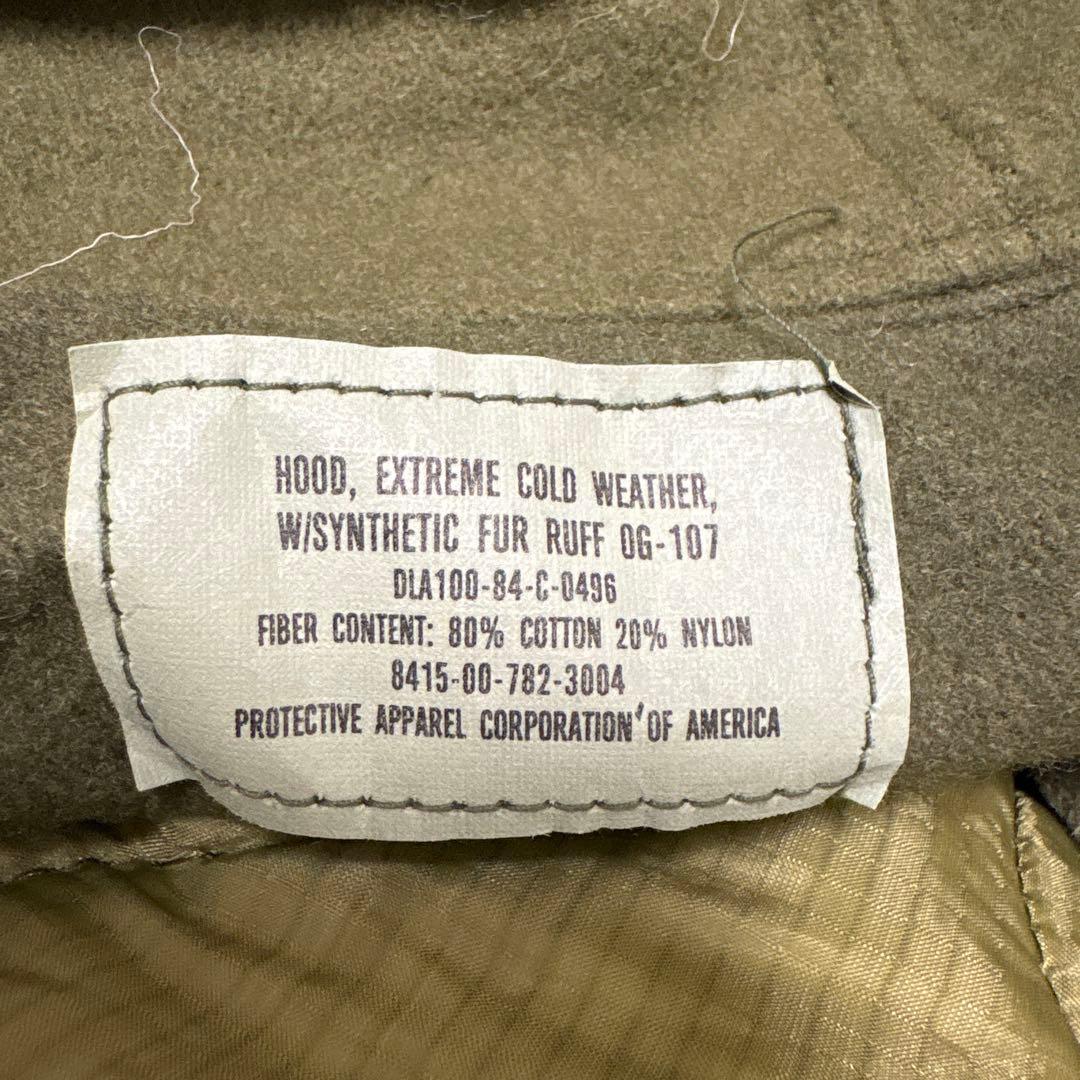 HOOD, EXTREME COLD WEATHER,
W/SYNTHETIC FUR RUFF OG-107
DLA100-84-C-0496
FIBER CONTENT: 80% COTTON 20% NYLON
8415-00-782-3004
PROTECTIVE APPAREL CORPORATION' OF AMERICA